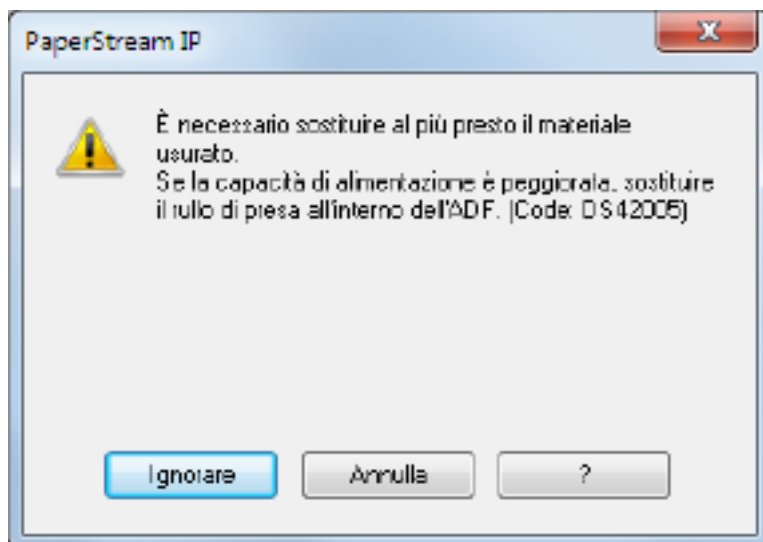 PaperStream IP
È necessario sostituire al più presto il materiale
usurato.
Se la capacità di alimentazione è peggiorata, sostituire
il rullo di presa all'interno dell'ADF. (Code: DS42005)
Ignorare
Annulla
?